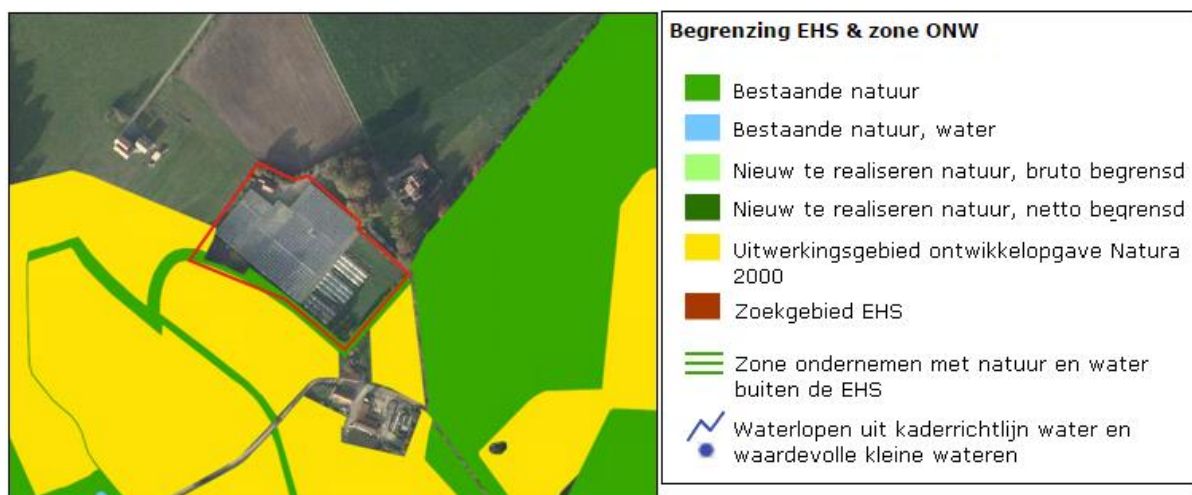 Begrenzing EHS & zone ONW
Bestaande natuur
Bestaande natuur, water
Nieuw te realiseren natuur, bruto begrensd
Nieuw te realiseren natuur, netto begrensd
Uitwerkingsgebied ontwikkelopgave Natura
2000
Zoekgebied EHS
Zone ondernemen met natuur en water
buiten de EHS
Waterlopen uit kaderrichtlijn water en
waardevolle kleine wateren